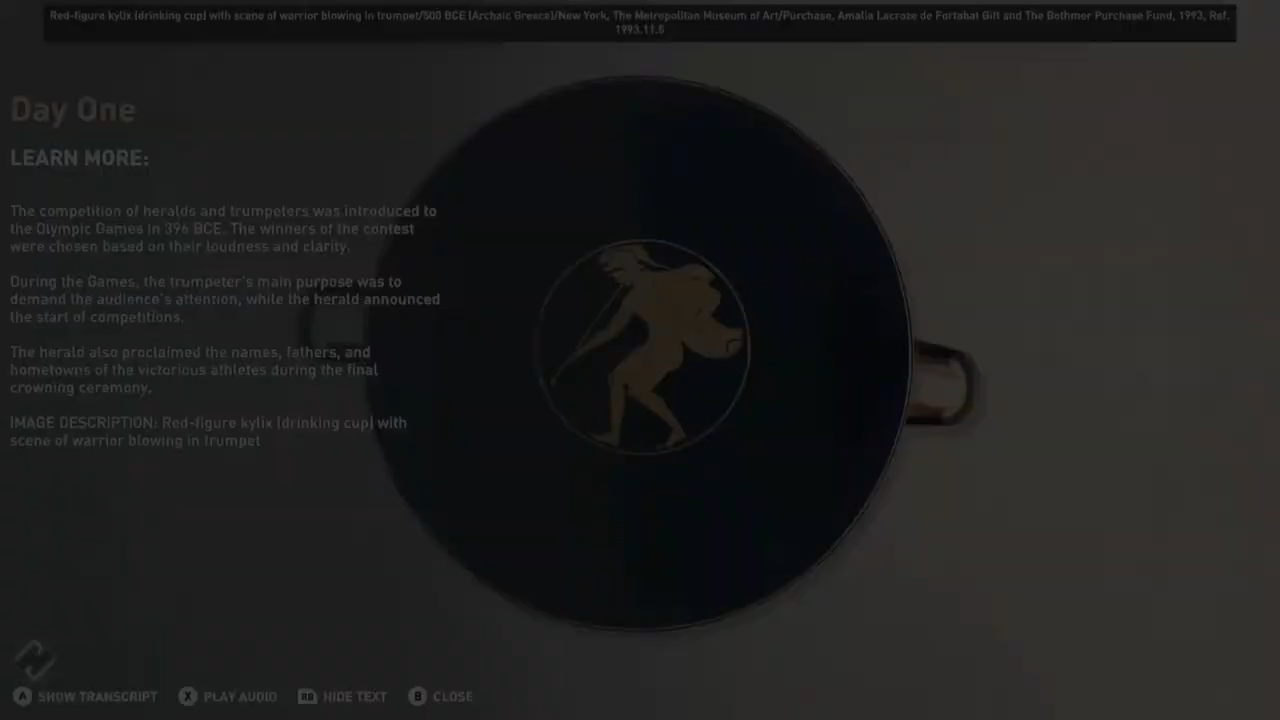 Red-figure kylix (drinking cup) with scene of warrior blowing in trumpet/500 BCE (Archaic Greece)/New York, The Metropolitan Museum of Art/Purchase, Amalia Lacroze de Fortabat Gift and The Bothmer Purchase Fund, 1993, Ref.
1993.11.5
Day One
LEARN MORE:
The competition of heralds and trumpeters was introduced to
the Olympic Games in 396 BCE. The winners of the contest
were chosen based on their loudness and clarity.
During the Games, the trumpeter's main purpose was to
demand the audience's attention, while the herald announced
the start of competitions.
The herald also proclaimed the names, fathers, and
hometowns of the victorious athletes during the final
crowning ceremony.
IMAGE DESCRIPTION: Red-figure kylix (drinking cup) with
scene of warrior blowing in trumpet
A SHOW TRANSCRIPT X PLAY AUDIO RB HIDE TEXT B CLOSE